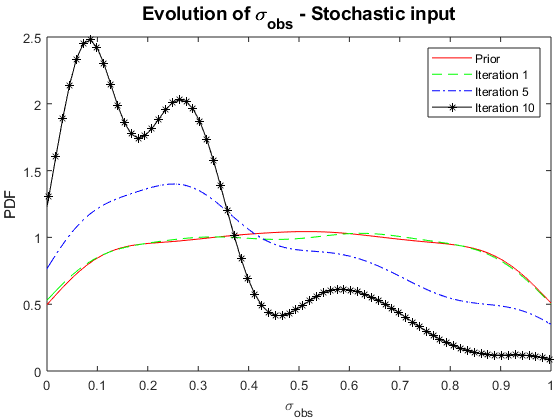 Evolution of σobs - Stochastic input
2.5
2
1.5
1
0.5
0
PDF
Prior
Iteration 1
Iteration 5
Iteration 10
0 0.1 0.2 0.3 0.4 0.5 0.6 0.7 0.8 0.9 1
σobs